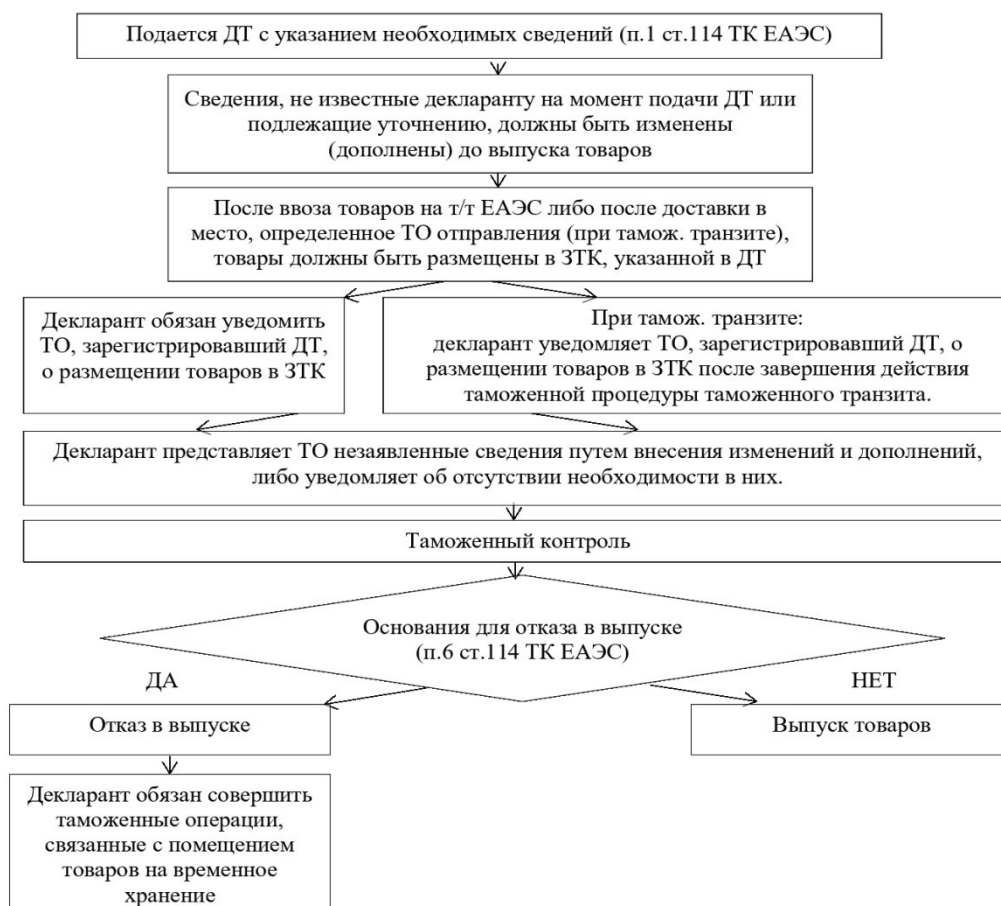 Подается ДТ с указанием необходимых сведений (п.1 ст.114 ТК ЕАЭС)
Сведения, не известные декларанту на момент подачи ДТ или
подлежащие уточнению, должны быть изменены
(дополнены) до выпуска товаров
После ввоза товаров на т/т ЕАЭС либо после доставки в
место, определенное ТО отправления (при тамож. транзите),
товары должны быть размещены в ЗТК, указанной в ДТ
Декларант обязан уведомить
ТО, зарегистрировавший ДТ,
о размещении товаров в ЗТК
При тамож. транзите:
декларант уведомляет ТО, зарегистрировавший ДТ, о
размещении товаров в ЗТК после завершения действия
таможенной процедуры таможенного транзита.
Декларант представляет ТО незаявленные сведения путем внесения изменений и дополнений,
либо уведомляет об отсутствии необходимости в них.
Таможенный контроль
Основания для отказа в выпуске
(п.6 ст.114 ТК ЕАЭС)
ДА
НЕТ
Отказ в выпуске
Выпуск товаров
Декларант обязан совершить
таможенные операции,
связанные с помещением
товаров на временное
хранение